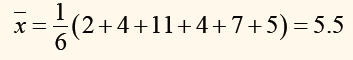 x̄ = 1/6 (2 + 4 + 11 + 4 + 7 + 5) = 5.5